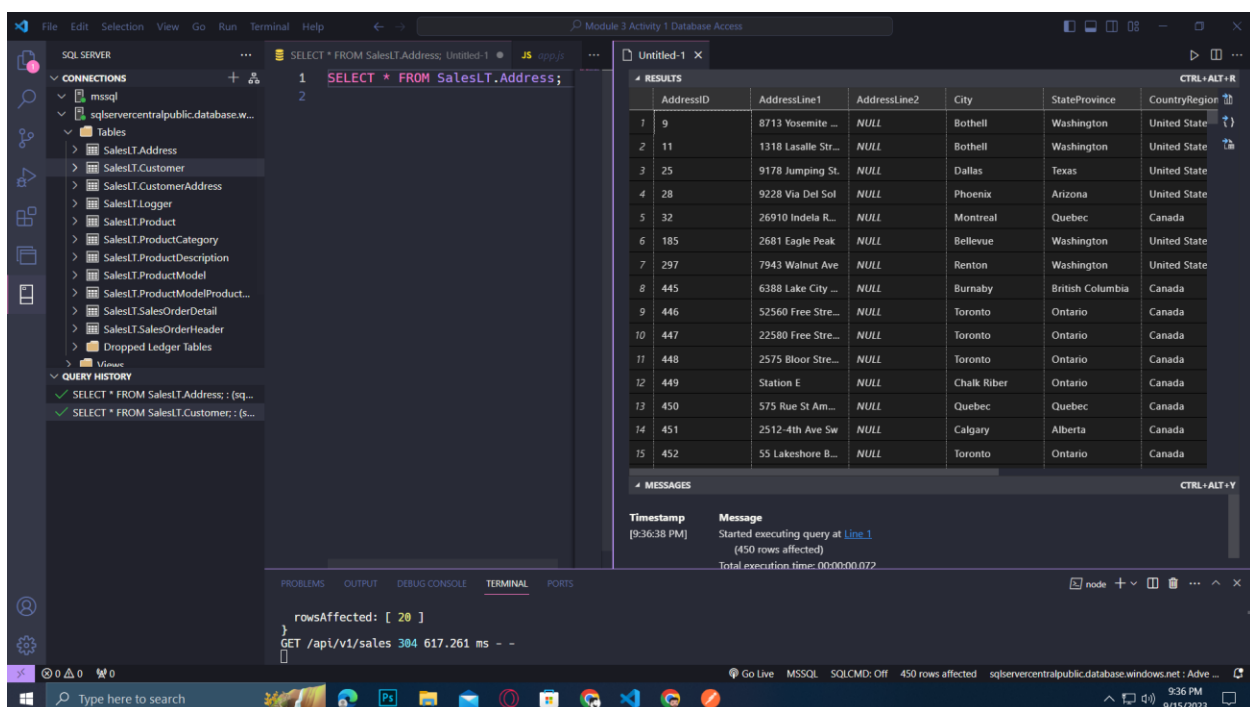 File Edit Selection View Go Run Terminal Help Module 3 Activity 1 Database Access
SQL SERVER
CONNECTIONS
mssql
sqlservercentralpublic.database.w...
Tables
SalesLT.Address
SalesLT.Customer
SalesLT.CustomerAddress
SalesLT.Logger
SalesLT.Product
SalesLT.ProductCategory
SalesLT.ProductDescription
SalesLT.ProductModel
SalesLT.ProductModelProduct...
SalesLT.SalesOrderDetail
SalesLT.SalesOrderHeader
Dropped Ledger Tables
Views
QUERY HISTORY
SELECT * FROM SalesLT.Address; : (sq...
SELECT * FROM SalesLT.Customer; : (s...
SELECT * FROM SalesLT.Address; Untitled-1 JS app.js ...
1 SELECT * FROM SalesLT.Address;
2
Untitled-1
RESULTS CTRL+ALT+R
AddressID AddressLine1 AddressLine2 City StateProvince CountryRegion
1 9 8713 Yosemite ... NULL Bothell Washington United State
2 11 1318 Lasalle Str... NULL Bothell Washington United State
3 25 9178 Jumping St. NULL Dallas Texas United State
4 28 9228 Via Del Sol NULL Phoenix Arizona United State
5 32 26910 Indela R... NULL Montreal Quebec Canada
6 185 2681 Eagle Peak NULL Bellevue Washington United State
7 297 7943 Walnut Ave NULL Renton Washington United State
8 445 6388 Lake City ... NULL Burnaby British Columbia Canada
9 446 52560 Free Stre... NULL Toronto Ontario Canada
10 447 22580 Free Stre... NULL Toronto Ontario Canada
11 448 2575 Bloor Stre... NULL Toronto Ontario Canada
12 449 Station E NULL Chalk Riber Ontario Canada
13 450 575 Rue St Am... NULL Quebec Quebec Canada
14 451 2512-4th Ave Sw NULL Calgary Alberta Canada
15 452 55 Lakeshore B... NULL Toronto Ontario Canada
MESSAGES CTRL+ALT+Y
Timestamp Message
[9:36:38 PM] Started executing query at Line 1
(450 rows affected)
Total execution time: 00:00:00.072
PROBLEMS OUTPUT DEBUG CONSOLE TERMINAL PORTS node
rowsAffected: [ 20 ]
}
GET /api/v1/sales 304 617.261 ms - -
0 0 0 Go Live MSSQL SQLCMD: Off 450 rows affected sqlservercentralpublic.database.windows.net : Adve ...
Type here to search Ps 9:36 PM
9/15/2023